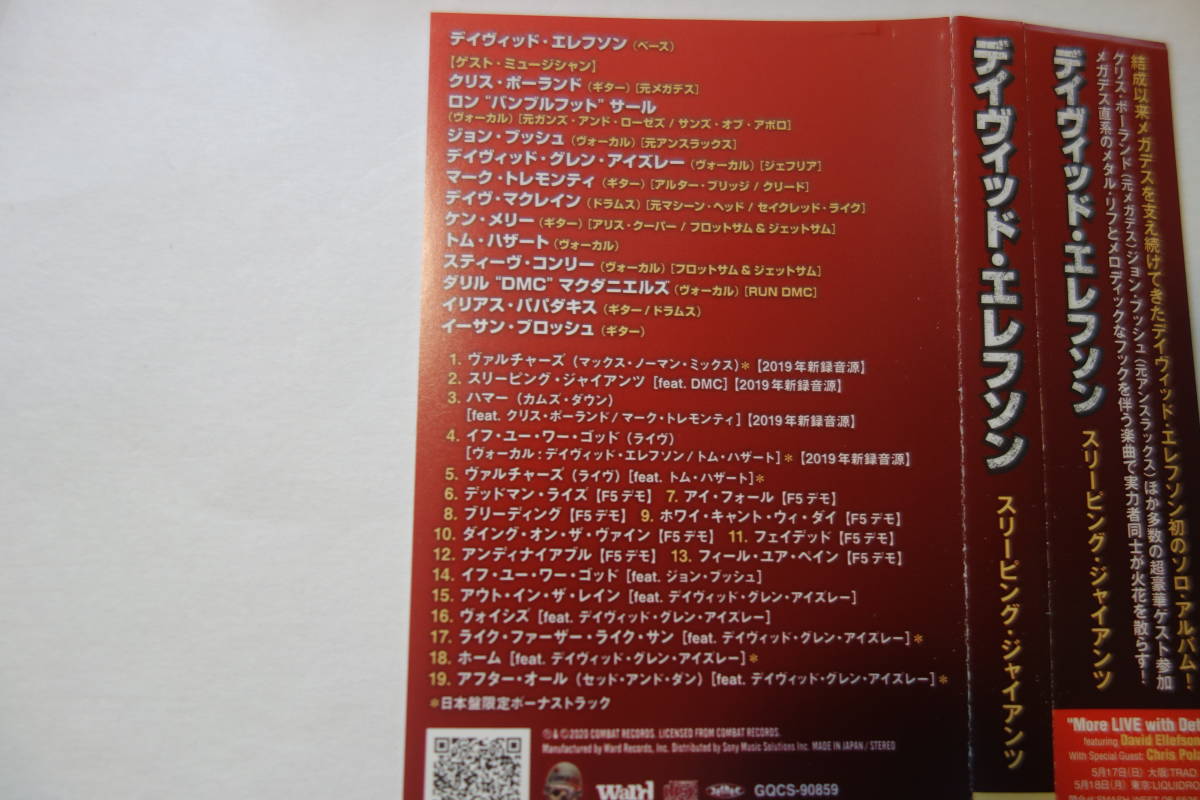 デイヴィッド・エレフソン（ベース）
【ゲスト・ミュージシャン】
クリス・ポーランド（ギター）［元メガデス］
ロン "バンブルフット" サール
（ヴォーカル）［元ガンズ・アンド・ローゼズ / サンズ・オブ・アポロ］
ジョン・ブッシュ（ヴォーカル）［元アンスラックス］
デイヴィッド・グレン・アイズレー（ヴォーカル）［ジェフリア］
マーク・トレモンティ（ギター）［アルター・ブリッジ / クリード］
デイヴ・マクレイン（ドラムス）［元マシーン・ヘッド / セイクレッド・ライク］
ケン・メリー（ギター）［アリス・クーパー / フロットサム & ジェットサム］
トム・ハザート（ヴォーカル）
スティーヴ・コンリー（ヴォーカル）［フロットサム & ジェットサム］
ダリル "DMC" マクダニエルズ（ヴォーカル）［RUN DMC］
イリアス・パパダキス（ギター / ドラムス）
イーサン・ブロッシュ（ギター）
1. ヴァルチャーズ（マックス・ノーマン・ミックス）＊【2019年新録音源】
2. スリーピング・ジャイアンツ［feat. DMC］【2019年新録音源】
3. ハマー（カムズ・ダウン）
［feat. クリス・ポーランド / マーク・トレモンティ］【2019年新録音源】
4. イフ・ユー・ワー・ゴッド（ライヴ）
［ヴォーカル：デイヴィッド・エレフソン / トム・ハザート］＊【2019年新録音源】
5. ヴァルチャーズ（ライヴ）［feat. トム・ハザート］＊
6. デッドマン・ライズ【F5デモ】 7. アイ・フォール【F5デモ】
8. ブリーディング【F5デモ】 9. ホワイ・キャント・ウィ・ダイ【F5デモ】
10. ダイング・オン・ザ・ヴァイン【F5デモ】 11. フェイデッド【F5デモ】
12. アンディナイアブル【F5デモ】 13. フィール・ユア・ペイン【F5デモ】
14. イフ・ユー・ワー・ゴッド［feat. ジョン・ブッシュ］
15. アウト・イン・ザ・レイン［feat. デイヴィッド・グレン・アイズレー］
16. ヴォイシズ［feat. デイヴィッド・グレン・アイズレー］
17. ライク・ファーザー・ライク・サン［feat. デイヴィッド・グレン・アイズレー］＊
18. ホーム［feat. デイヴィッド・グレン・アイズレー］＊
19. アフター・オール（セッド・アンド・ダン）［feat. デイヴィッド・グレン・アイズレー］＊
＊日本盤限定ボーナストラック
Ⓟ & © 2020 COMBAT RECORDS. LICENSED FROM COMBAT RECORDS.
Manufactured by Ward Records, Inc. Distributed by Sony Music Solutions Inc. MADE IN JAPAN / STEREO
ward
GQCS-90859
デイヴィッド・エレフソン スリーピング・ジャイアンツ
結成以来メガデスを支え続けてきたデイヴィッド・エレフソン初のソロ・アルバム！
クリス・ポーランド（元メガデス）ジョン・ブッシュ（元アンスラックス）ほか多数の超豪華ゲスト参加
メガデス直系のメタル・リフとメロディックなフックを伴う楽曲で実力者同士が火花を散らす！
デイヴィッド・エレフソン スリーピング・ジャイアンツ
"More LIVE with Det
featuring David Ellefson
With Special Guest: Chris Pol
5月17日（日） 大阪：TRAD
5月18日（月） 東京：LIQUIDRO